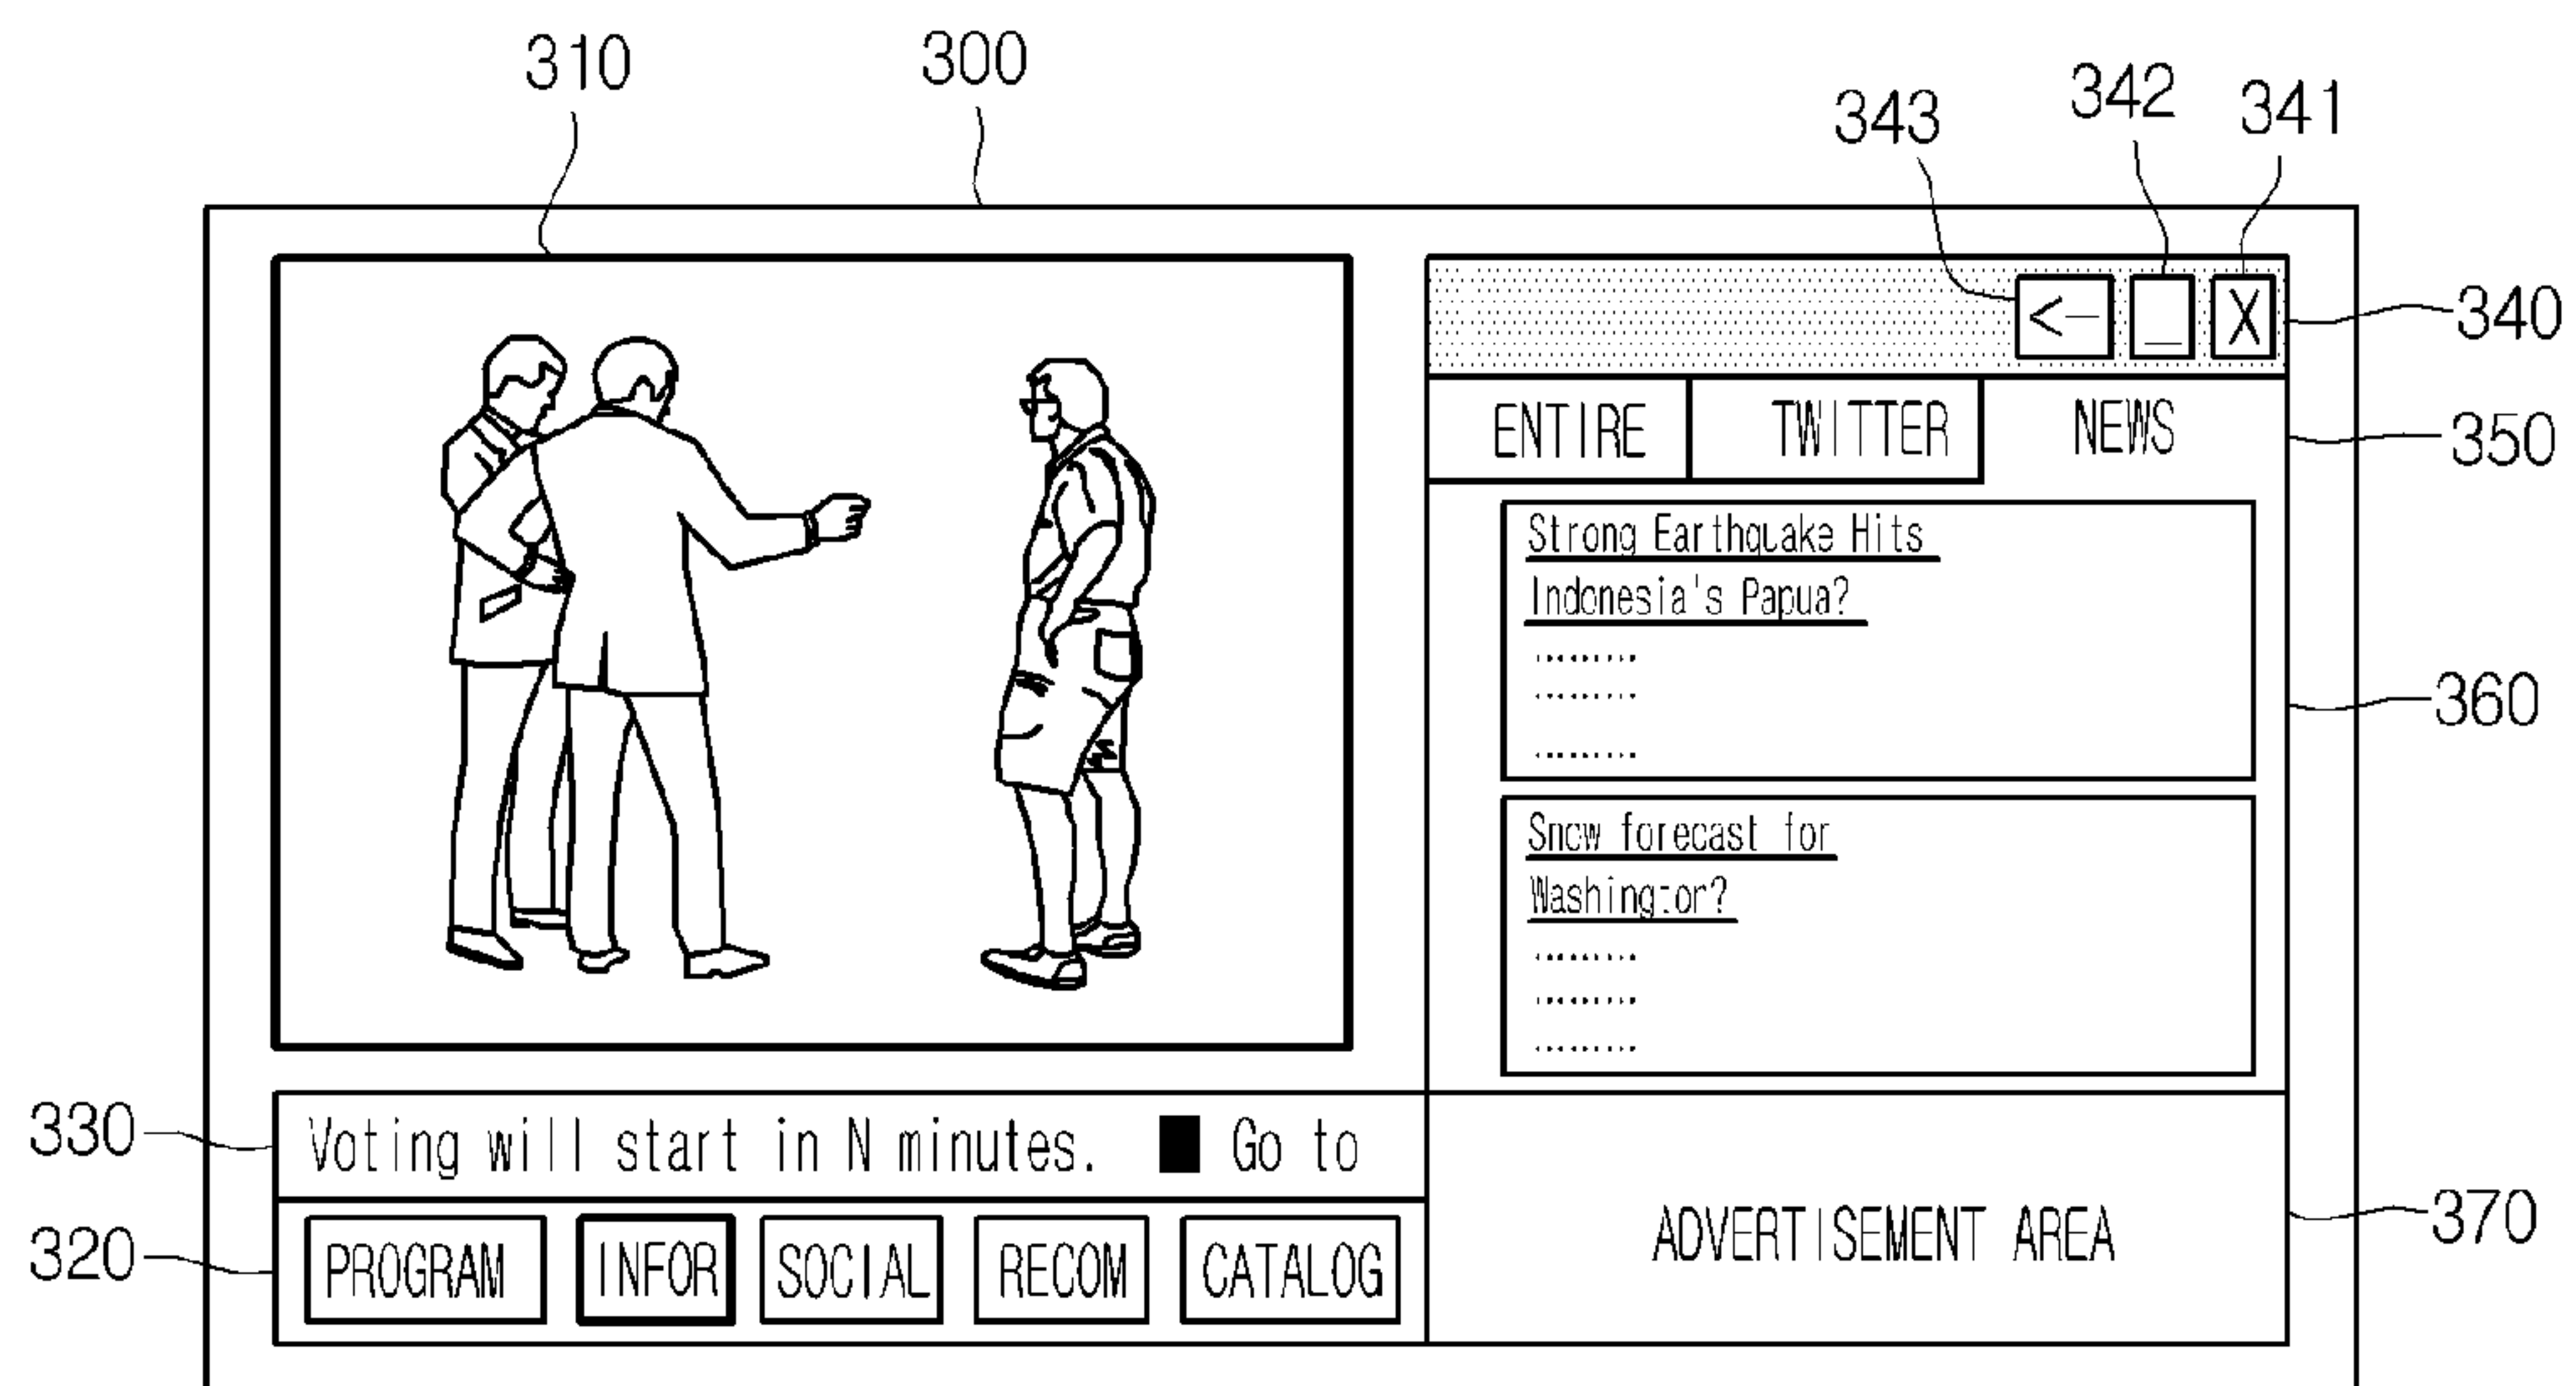 310
300
343
342
341
<- _ X
340
ENTIRE TWITTER NEWS
350
Strong Earthquake Hits
Indonesia's Papua?
.........
.........
.........
360
Snow forecast for
Washington?
.........
.........
.........
330
Voting will start in N minutes. ■ Go to
320
PROGRAM INFOR SOCIAL RECOM CATALOG
ADVERTISEMENT AREA
370